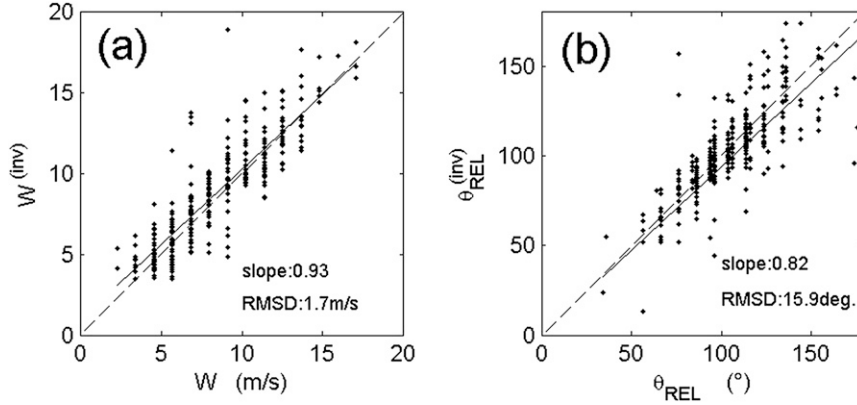 20
15
10
5
0
W(inv)
(a)
slope:0.93
RMSD:1.7m/s
0 5 10 15 20
W (m/s)
150
100
50
0
θREL(inv)
(b)
slope:0.82
RMSD:15.9deg.
0 50 100 150
θREL (°)